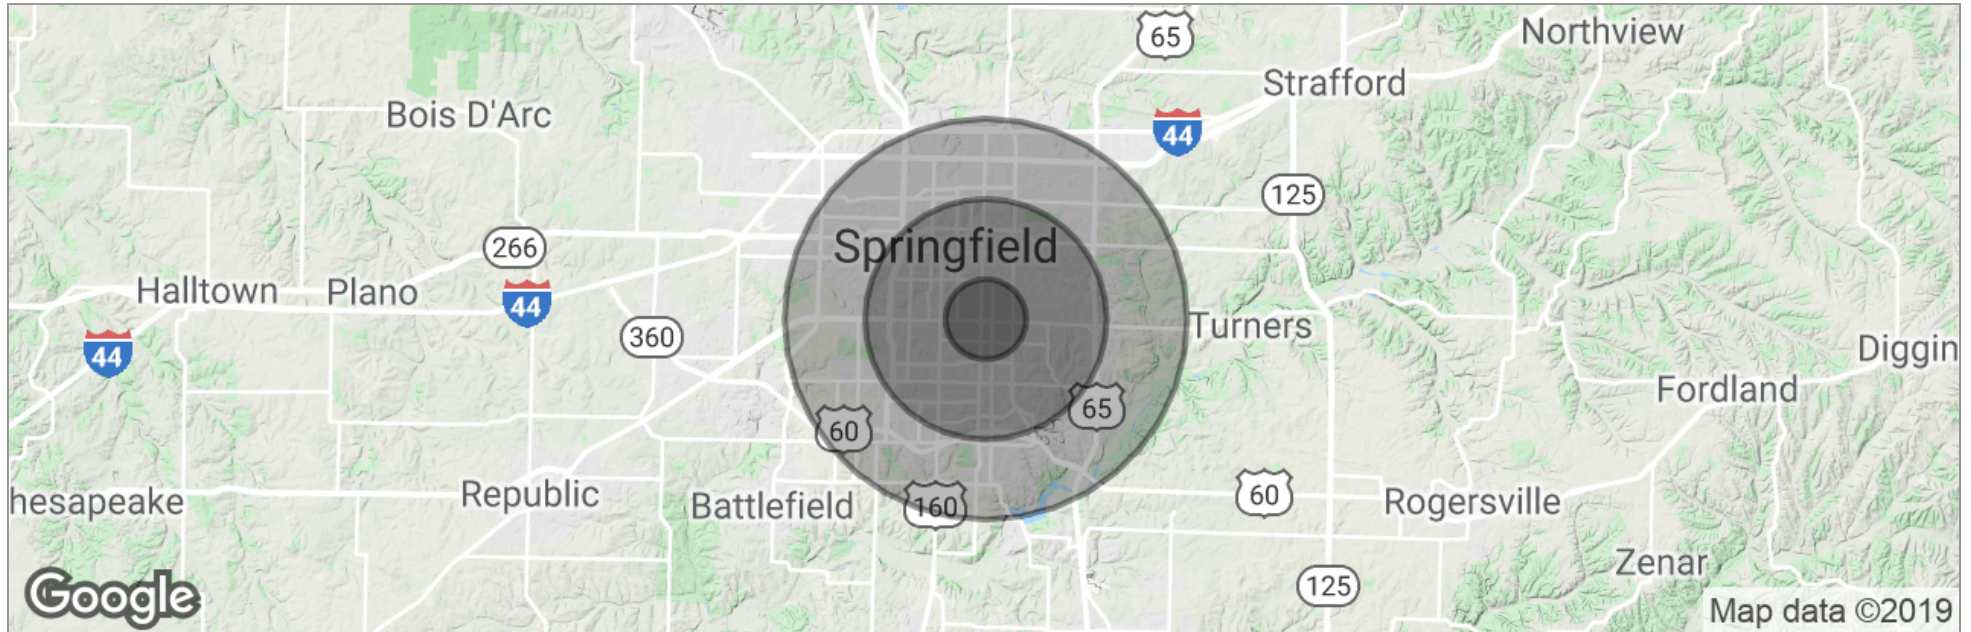 65
Northview
Strafford
Bois D'Arc
44
125
266
Springfield
Halltown
Plano
44
360
Turners
44
Diggin
Fordland
65
60
hesapeake
Republic
Battlefield
160
60
Rogersville
Zenar
125
Google
Map data ©2019